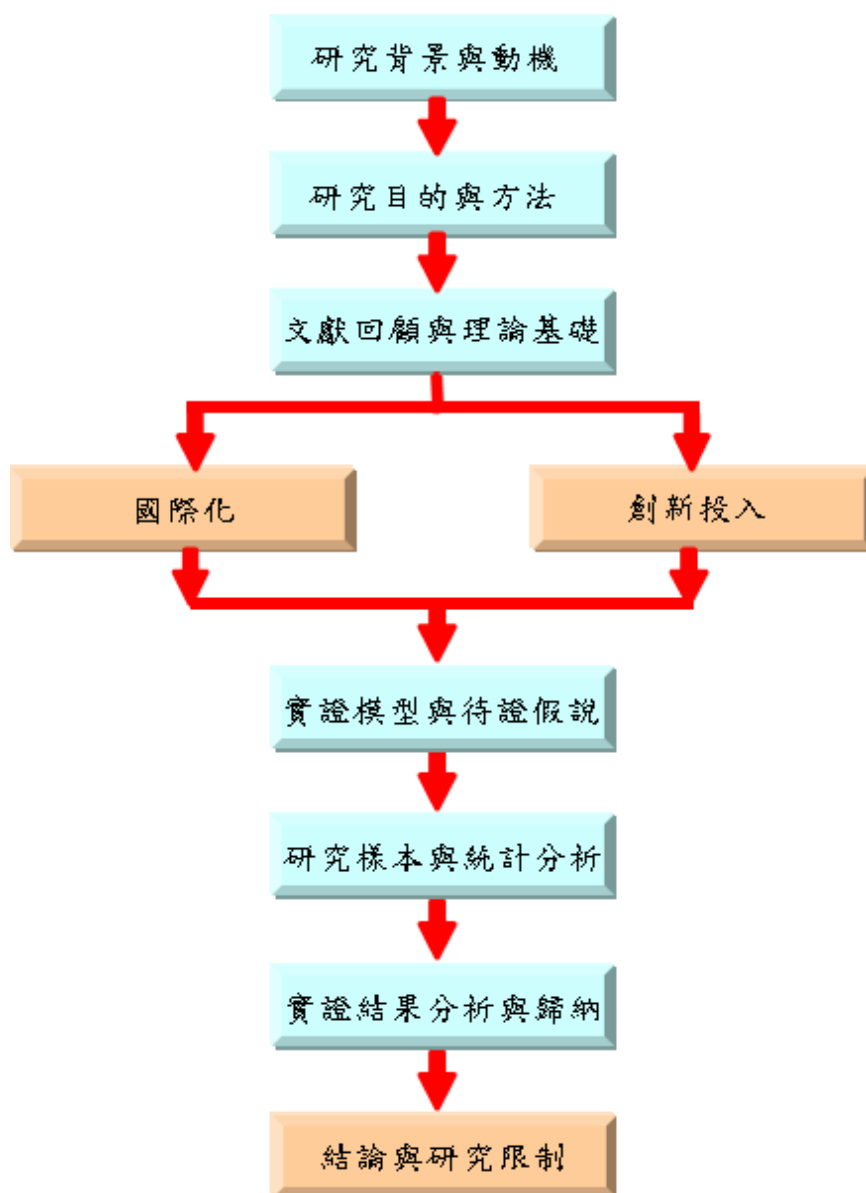 研究背景與動機
研究目的與方法
文獻回顧與理論基礎
國際化
創新投入
實證模型與待證假說
研究樣本與統計分析
實證結果分析與歸納
結論與研究限制